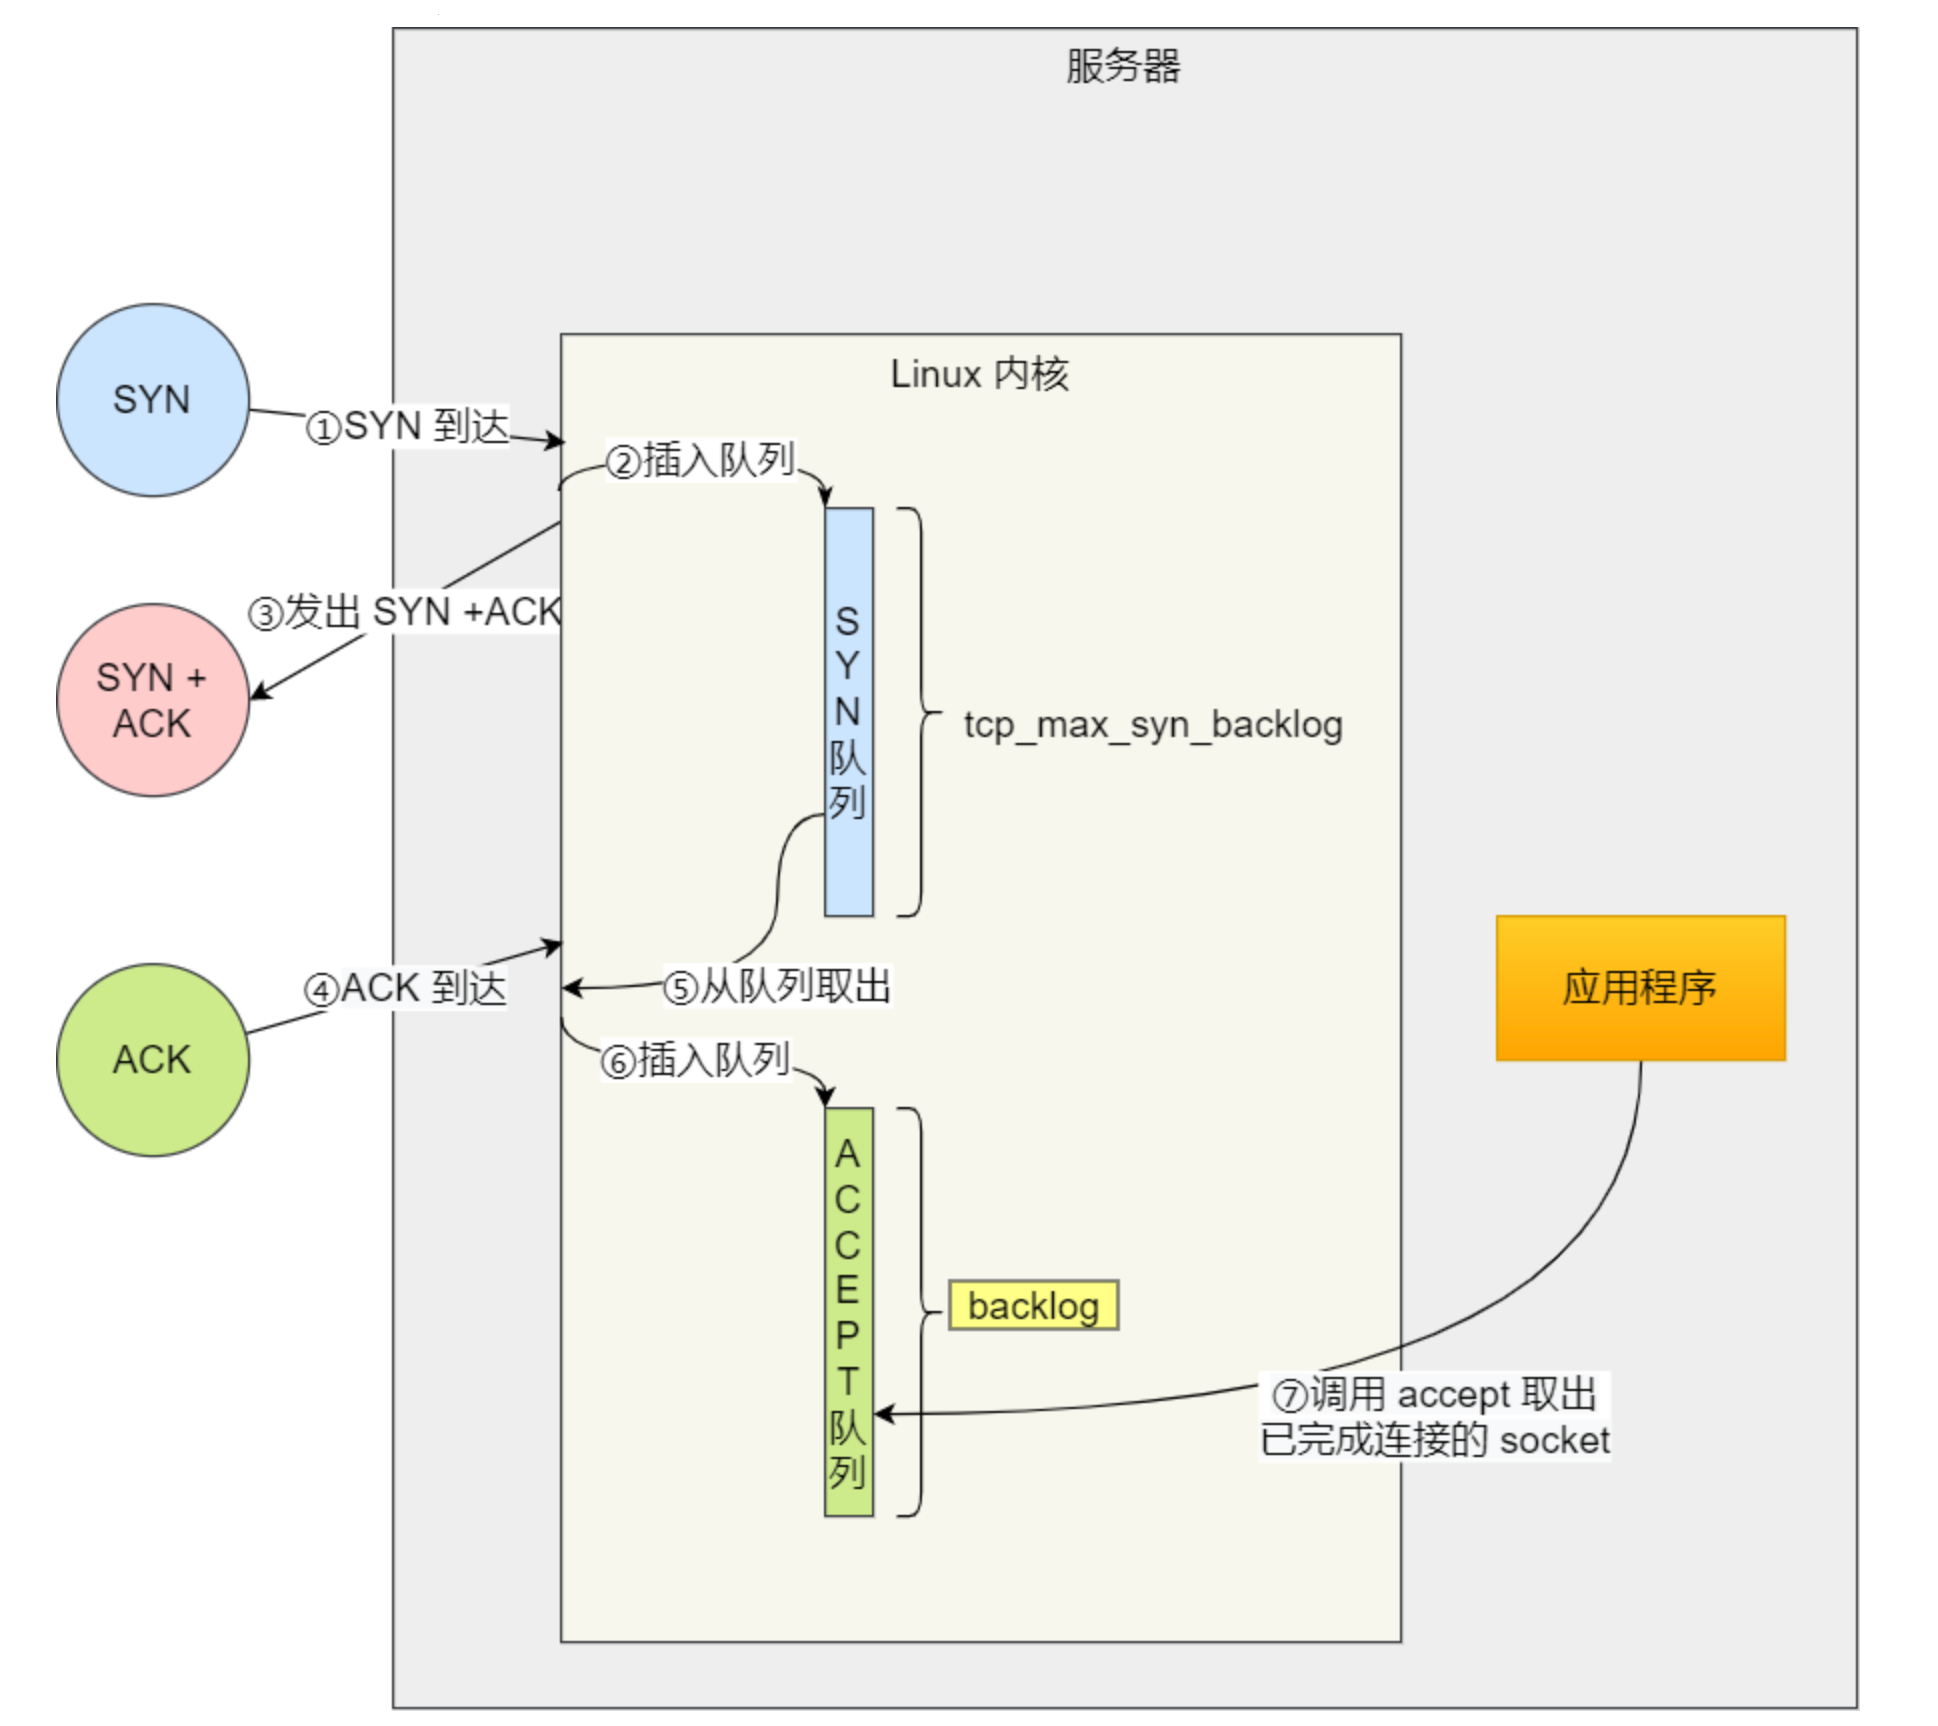 服务器
Linux 内核
SYN
①SYN 到达
②插入队列
③发出 SYN +ACK
SYN +
ACK
SYN队列
tcp_max_syn_backlog
④ACK 到达
⑤从队列取出
ACK
⑥插入队列
应用程序
ACCEPT队列
backlog
⑦调用 accept 取出
已完成连接的 socket